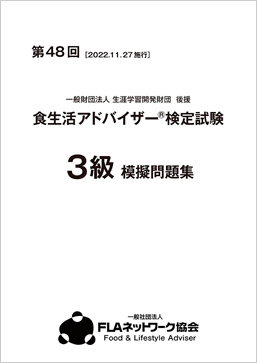 第48回 [2022.11.27施行]
一般財団法人 生涯学習開発財団 後援
食生活アドバイザー®検定試験
3級 模擬問題集
一般社団法人
FLAネットワーク協会
Food & Lifestyle Adviser